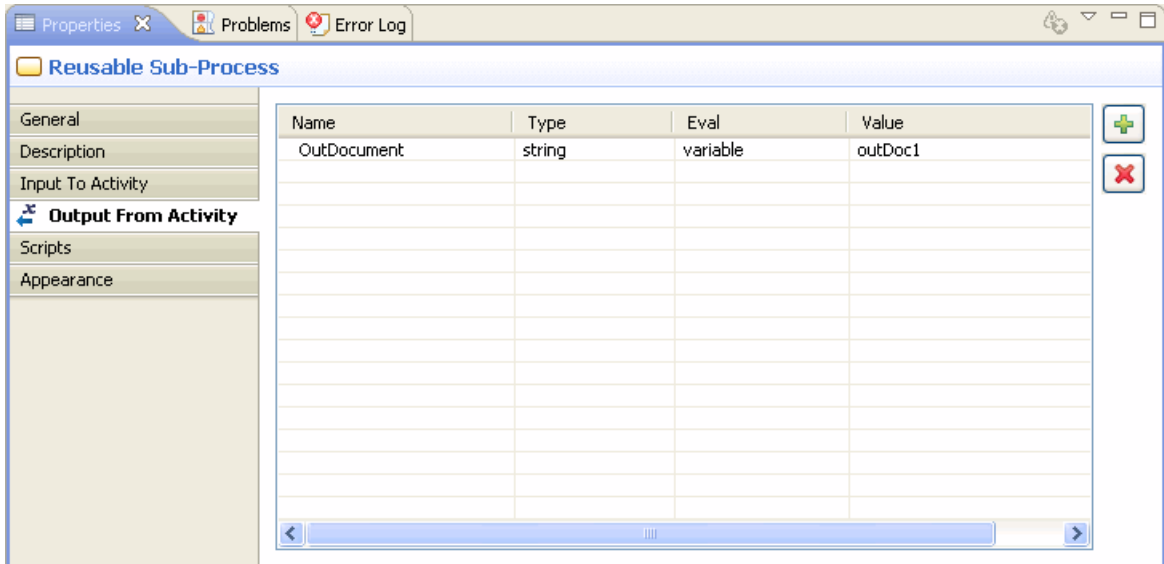 Properties Problems Error Log
Reusable Sub-Process
General
Description
Input To Activity
Output From Activity
Scripts
Appearance
Name Type Eval Value
OutDocument string variable outDoc1